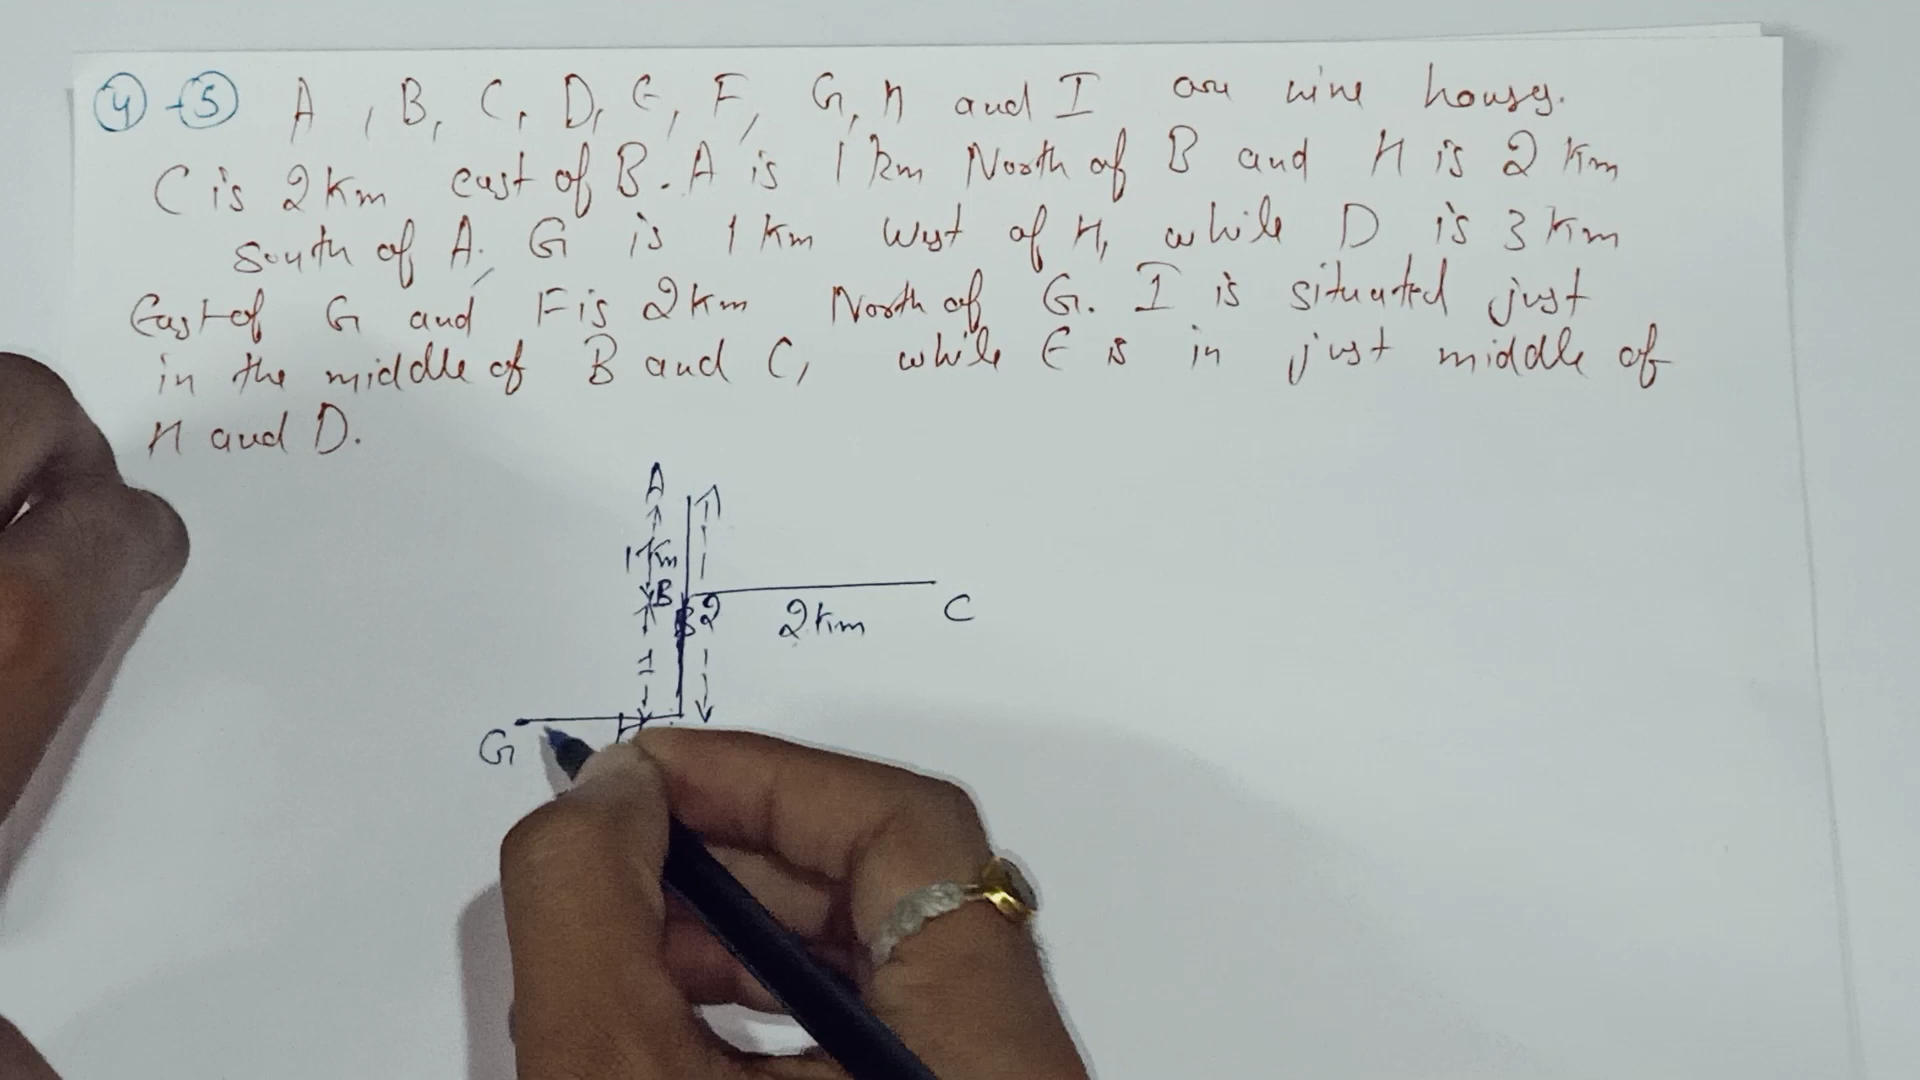 4 - 5 A, B, C, D, E, F, G, H and I are nine houses.
C is 2 km east of B. A is 1 km North of B and H is 2 km
south of A. G is 1 km West of H, while D is 3 km
East of G and F is 2 km North of G. I is situated just
in the middle of B and C, while E is in just middle of
H and D.
A
1 km
B
B 2 2 km C
1
G H